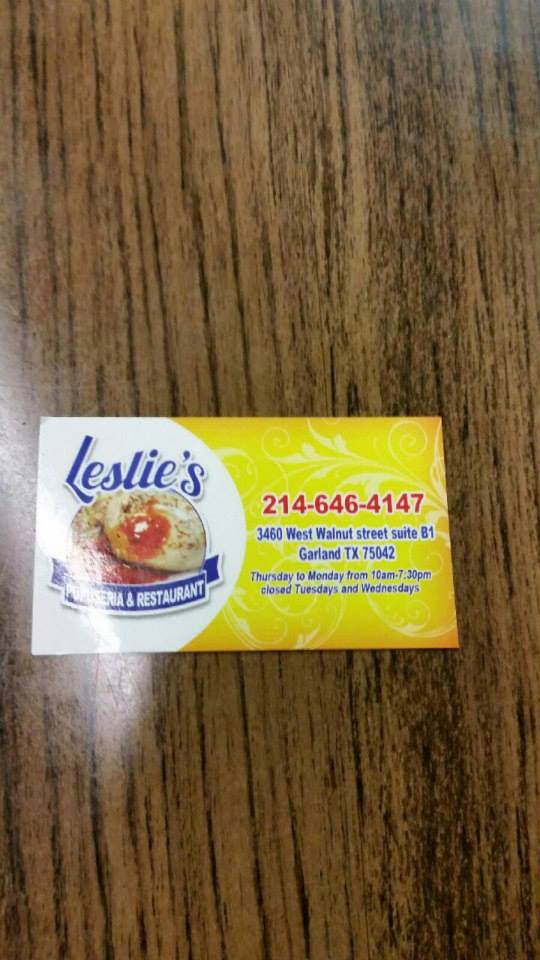 Leslie's
PUPUSERIA & RESTAURANT
214-646-4147
3460 West Walnut street suite B1
Garland TX 75042
Thursday to Monday from 10am-7:30pm
closed Tuesdays and Wednesdays